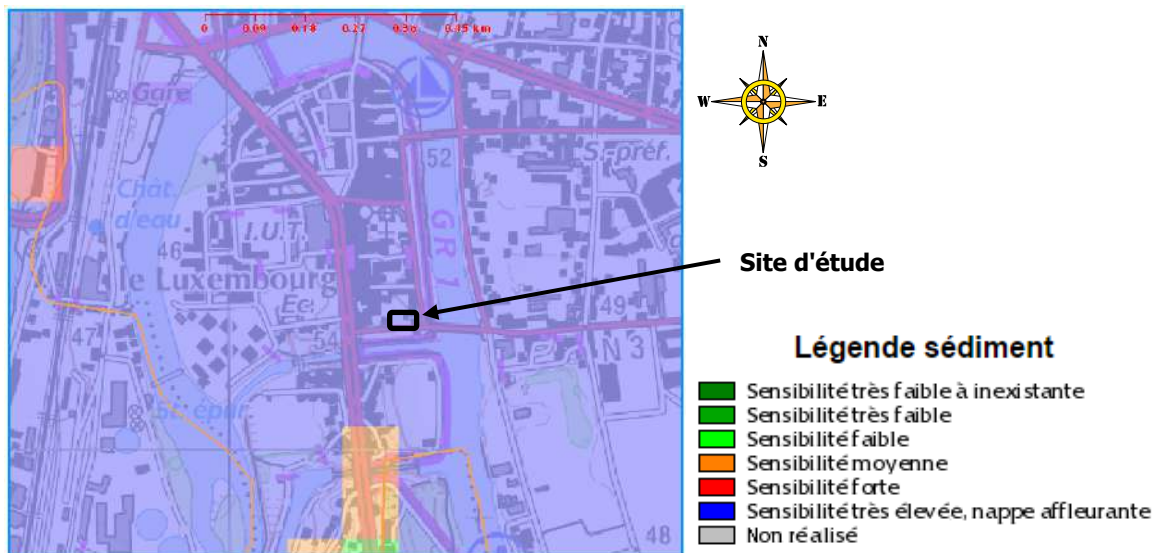 0 0.09 0.18 0.27 0.36 0.45 km
N
W E
S
Gare
S.-préf.
52
Chât.
d'eau
GR 1
I.U.T.
46
Site d'étude
le Luxembourg
Ec.
49
47
54
N 3
Légende sédiment
Sensibilité très faible à inexistante
Sensibilité très faible
Sensibilité faible
Sensibilité moyenne
Sensibilité forte
Sensibilité très élevée, nappe affleurante
Non réalisé
St. épur.
48